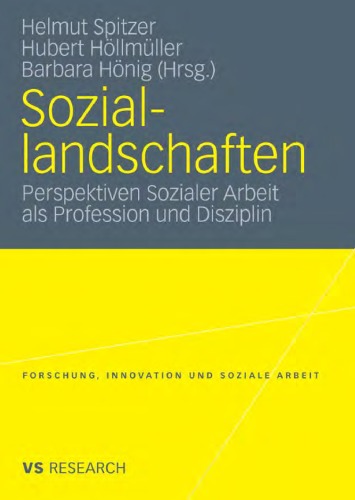 Helmut Spitzer
Hubert Höllmüller
Barbara Hönig (Hrsg.)
Sozial-
landschaften
Perspektiven Sozialer Arbeit
als Profession und Disziplin
FORSCHUNG, INNOVATION UND SOZIALE ARBEIT
VS RESEARCH